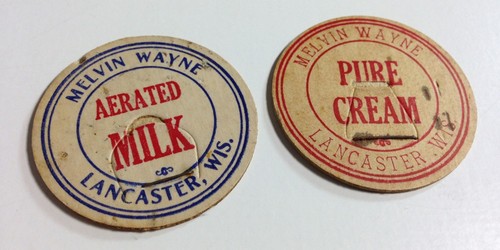 MELVIN WAYNE
AERATED
MILK
LANCASTER, WIS.
MELVIN WAYNE
PURE
CREAM
LANCASTER,